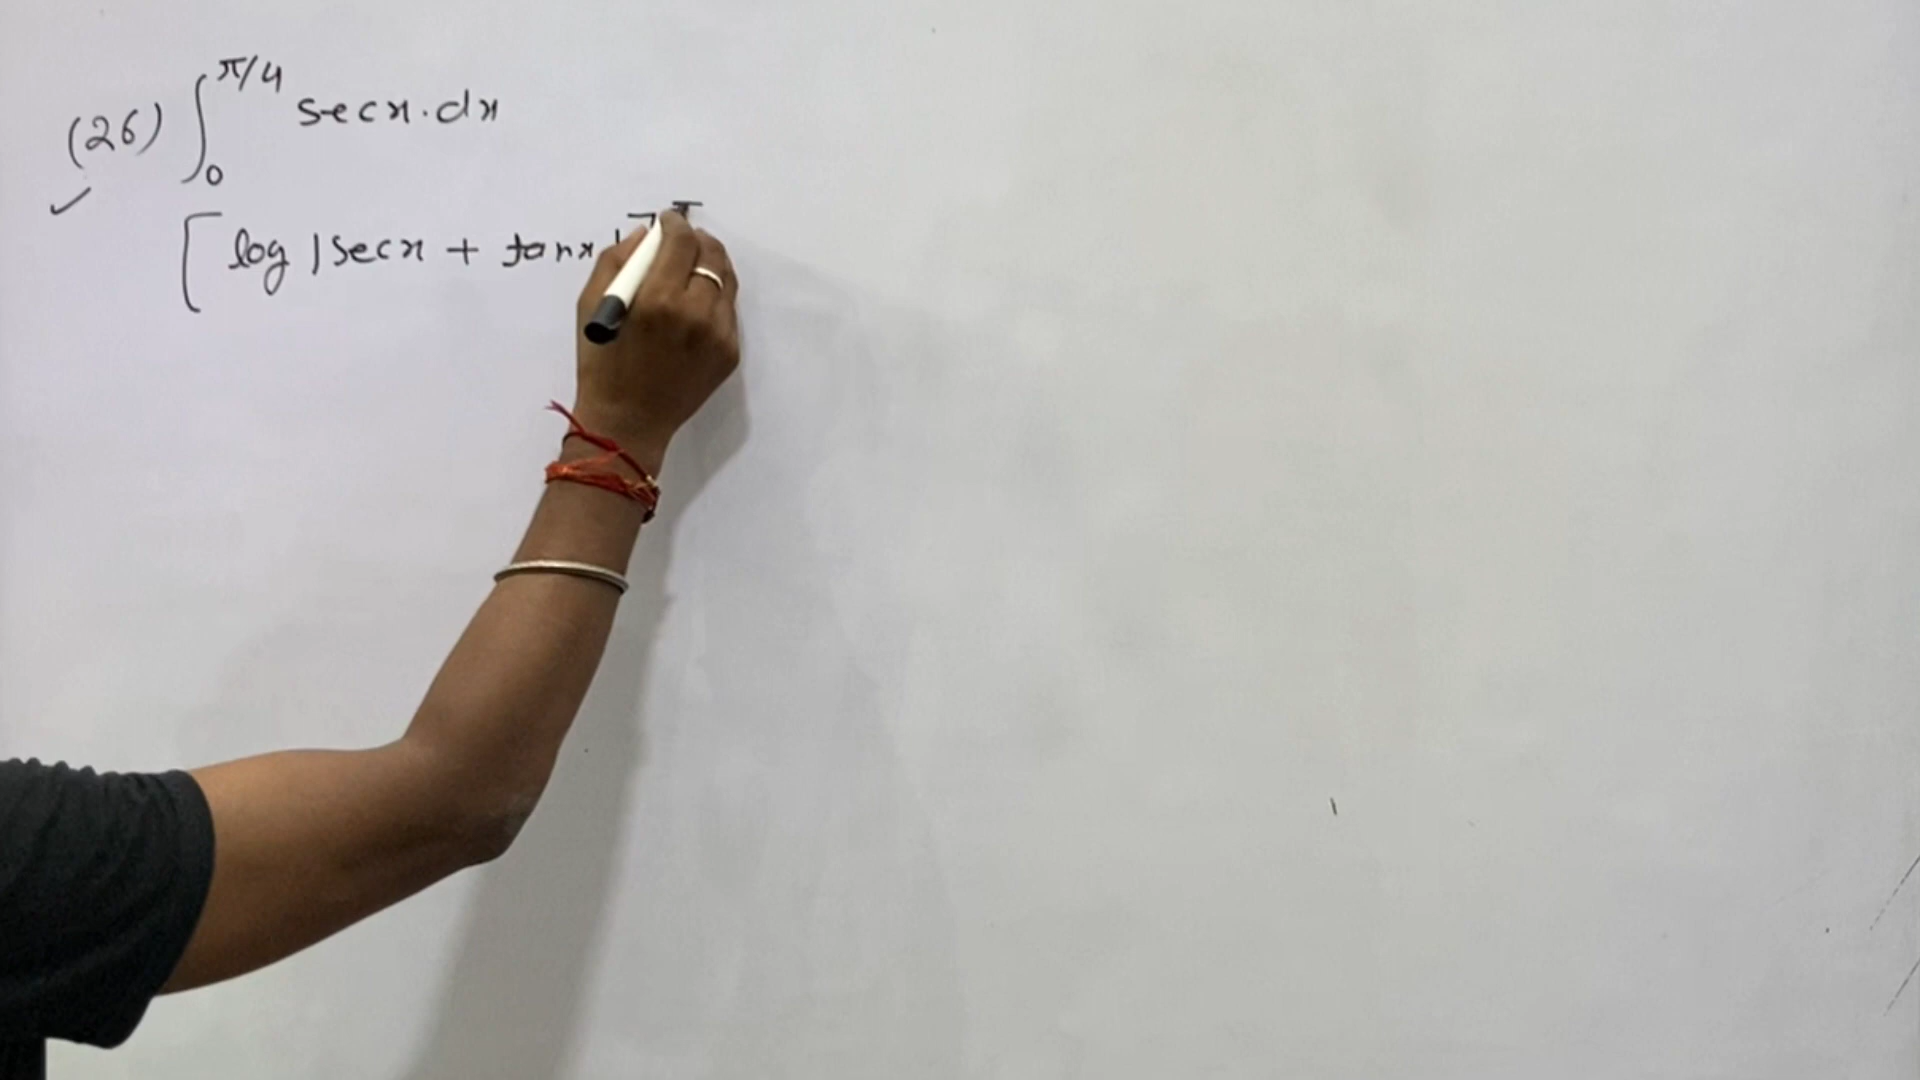 (26) ∫₀^π/4 secx.dx
[log |secx + tanx|]^π